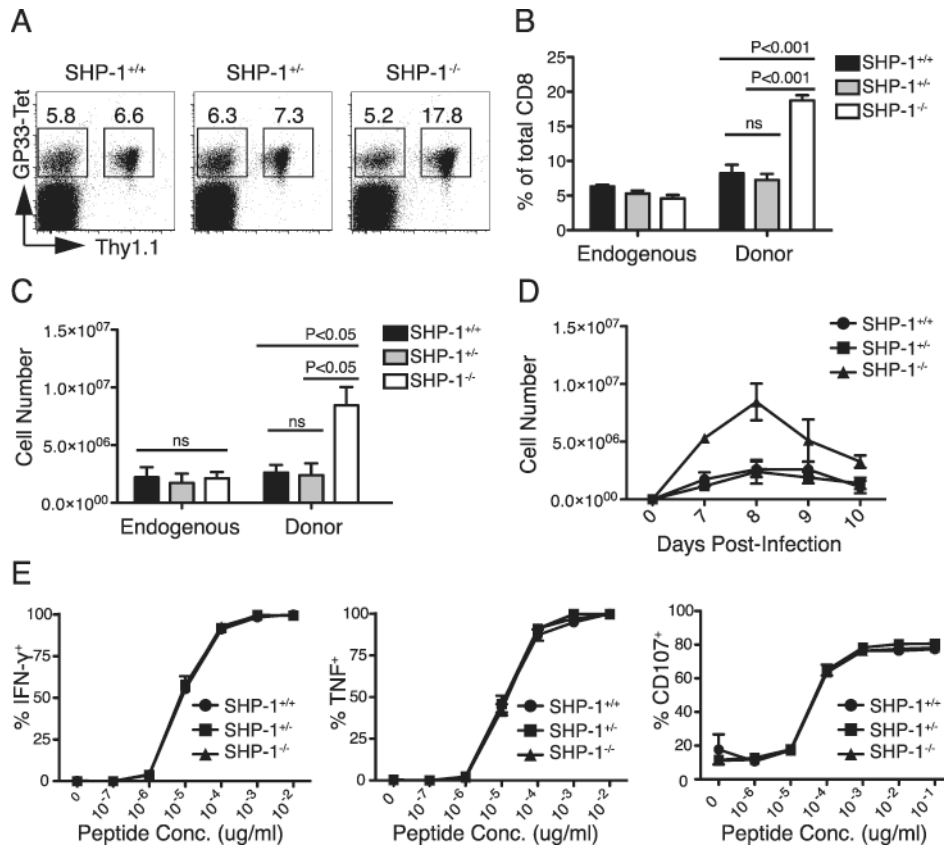 A
SHP-1+/+
SHP-1+/-
SHP-1-/-
GP33-Tet
5.8
6.6
6.3
7.3
5.2
17.8
Thy1.1
B
P<0.001
P<0.001
ns
% of total CD8
25
20
15
10
5
0
Endogenous
Donor
SHP-1+/+
SHP-1+/-
SHP-1-/-
C
P<0.05
P<0.05
ns
ns
Cell Number
1.5×10^07
1.0×10^07
5.0×10^06
0.0×10^00
Endogenous
Donor
SHP-1+/+
SHP-1+/-
SHP-1-/-
D
Cell Number
1.5×10^07
1.0×10^07
5.0×10^06
0.0×10^00
0 7 8 9 10
Days Post-Infection
SHP-1+/+
SHP-1+/-
SHP-1-/-
E
% IFN-γ+
100
75
50
25
0
SHP-1+/+
SHP-1+/-
SHP-1-/-
0 10^-7 10^-6 10^-5 10^-4 10^-3 10^-2
Peptide Conc. (ug/ml)
% TNF+
100
75
50
25
0
SHP-1+/+
SHP-1+/-
SHP-1-/-
0 10^-7 10^-6 10^-5 10^-4 10^-3 10^-2
Peptide Conc. (ug/ml)
% CD107+
100
80
60
40
20
0
SHP-1+/+
SHP-1+/-
SHP-1-/-
0 10^-6 10^-5 10^-4 10^-3 10^-2 10^-1
Peptide Conc. (ug/ml)